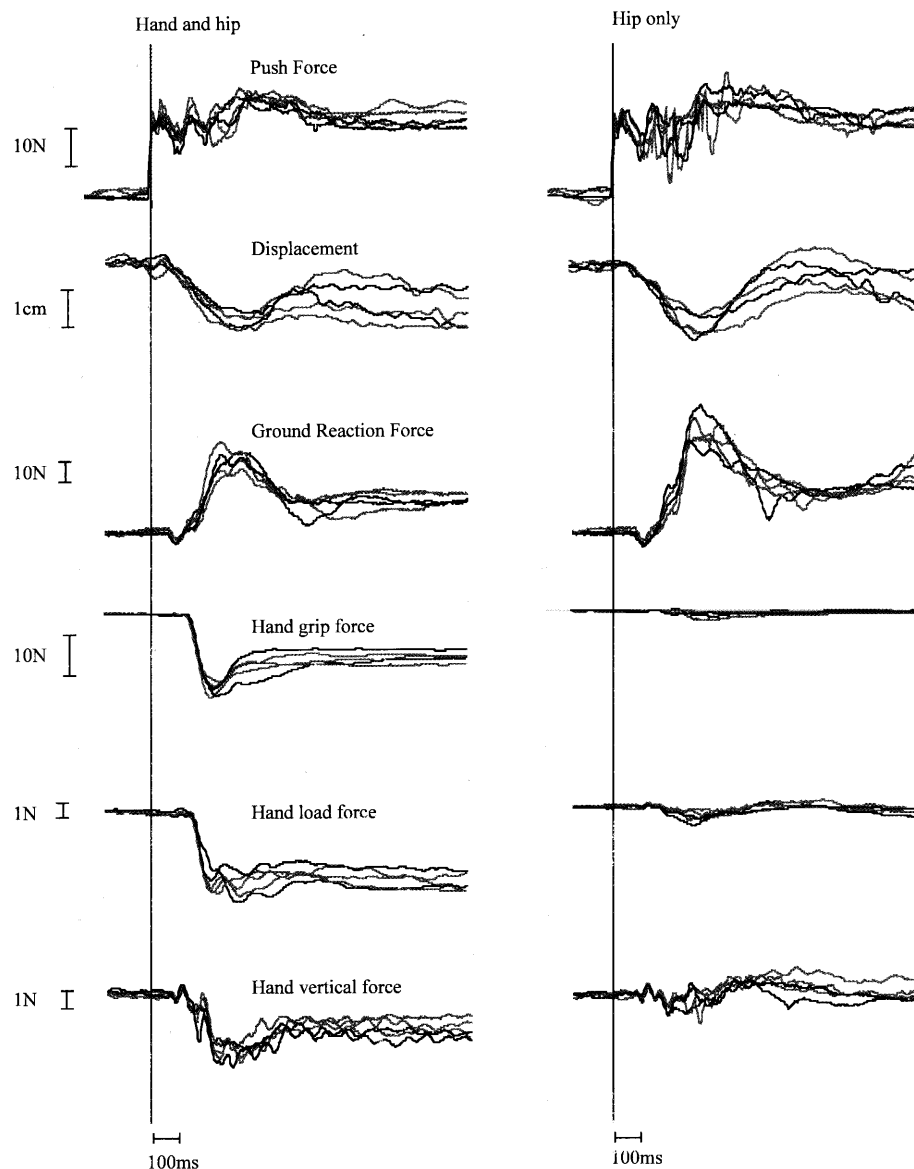 Hand and hip
Hip only
Push Force
10N
Displacement
1cm
Ground Reaction Force
10N
Hand grip force
10N
Hand load force
1N
Hand vertical force
1N
100ms
100ms